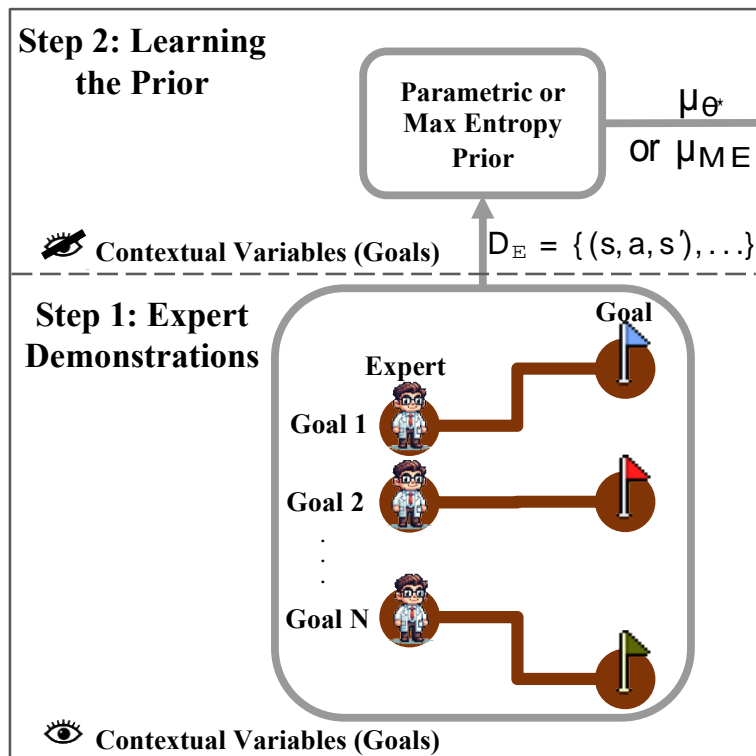 Step 2: Learning
the Prior
Parametric or
Max Entropy
Prior
μθ*
or μME
Contextual Variables (Goals)
DE = {(s, a, s'), ...}
Step 1: Expert
Demonstrations
Goal
Expert
Goal 1
Goal 2
.
.
.
Goal N
Contextual Variables (Goals)